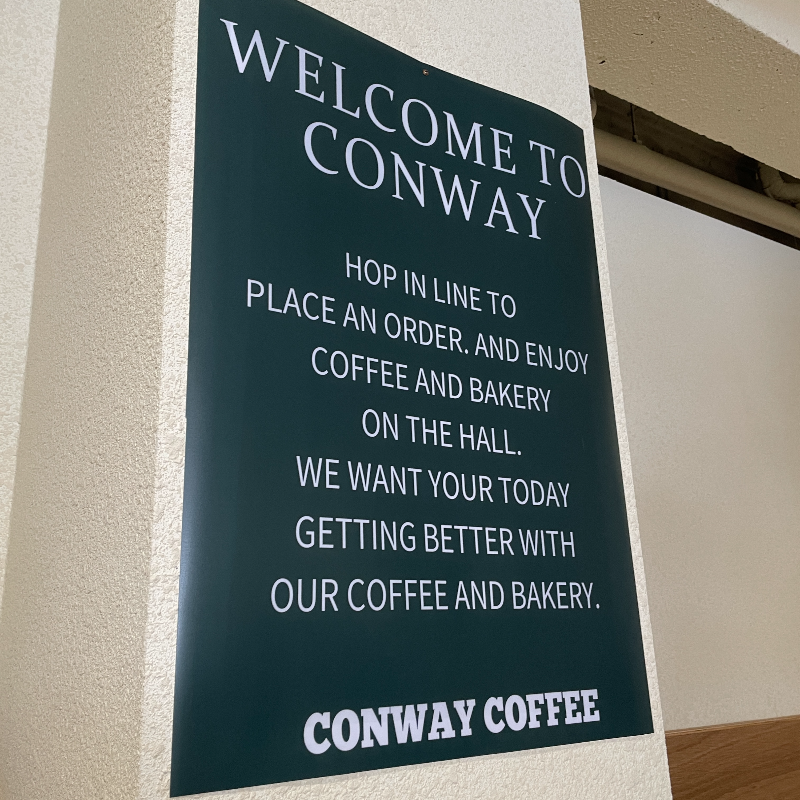 WELCOME TO
CONWAY
HOP IN LINE TO
PLACE AN ORDER. AND ENJOY
COFFEE AND BAKERY
ON THE HALL.
WE WANT YOUR TODAY
GETTING BETTER WITH
OUR COFFEE AND BAKERY.
CONWAY COFFEE